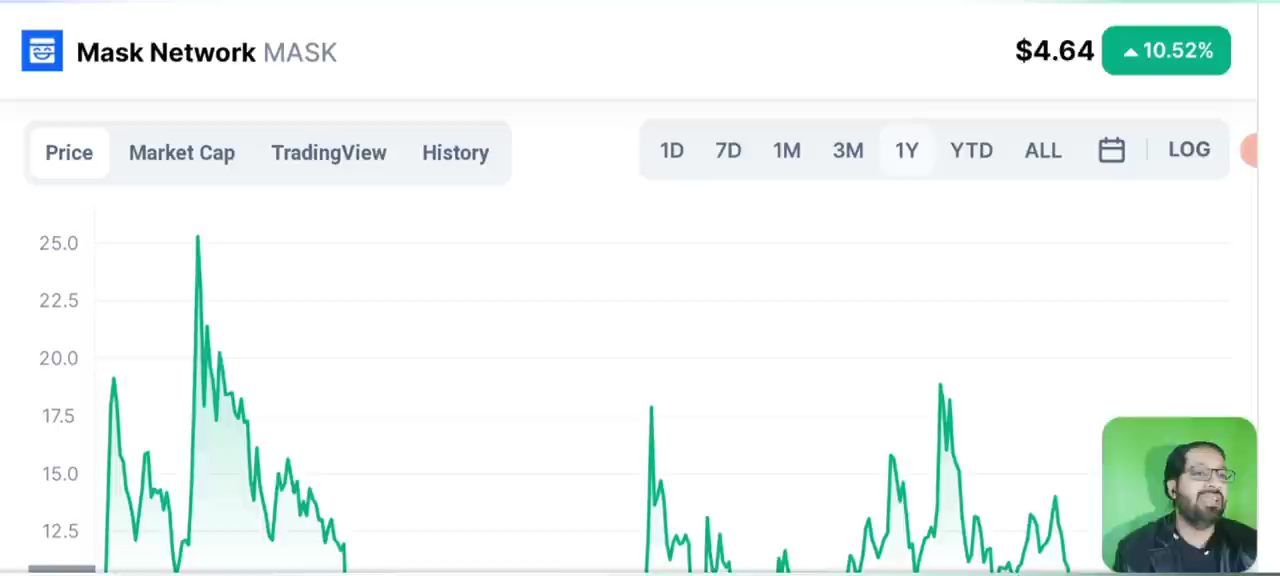 Mask Network MASK
$4.64 10.52%
Price Market Cap TradingView History
1D 7D 1M 3M 1Y YTD ALL LOG
25.0
22.5
20.0
17.5
15.0
12.5